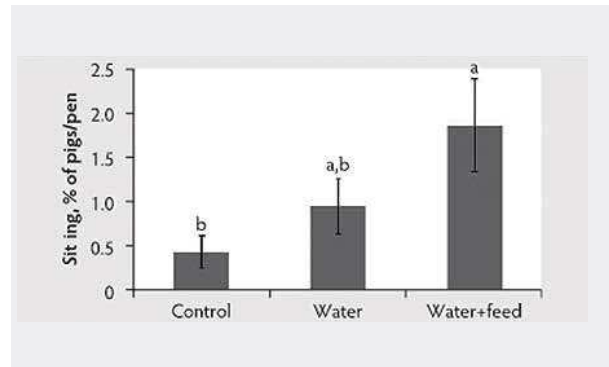 Sit ing, % of pigs/pen
2.5
2.0
1.5
1.0
0.5
0
b
a,b
a
Control
Water
Water+feed